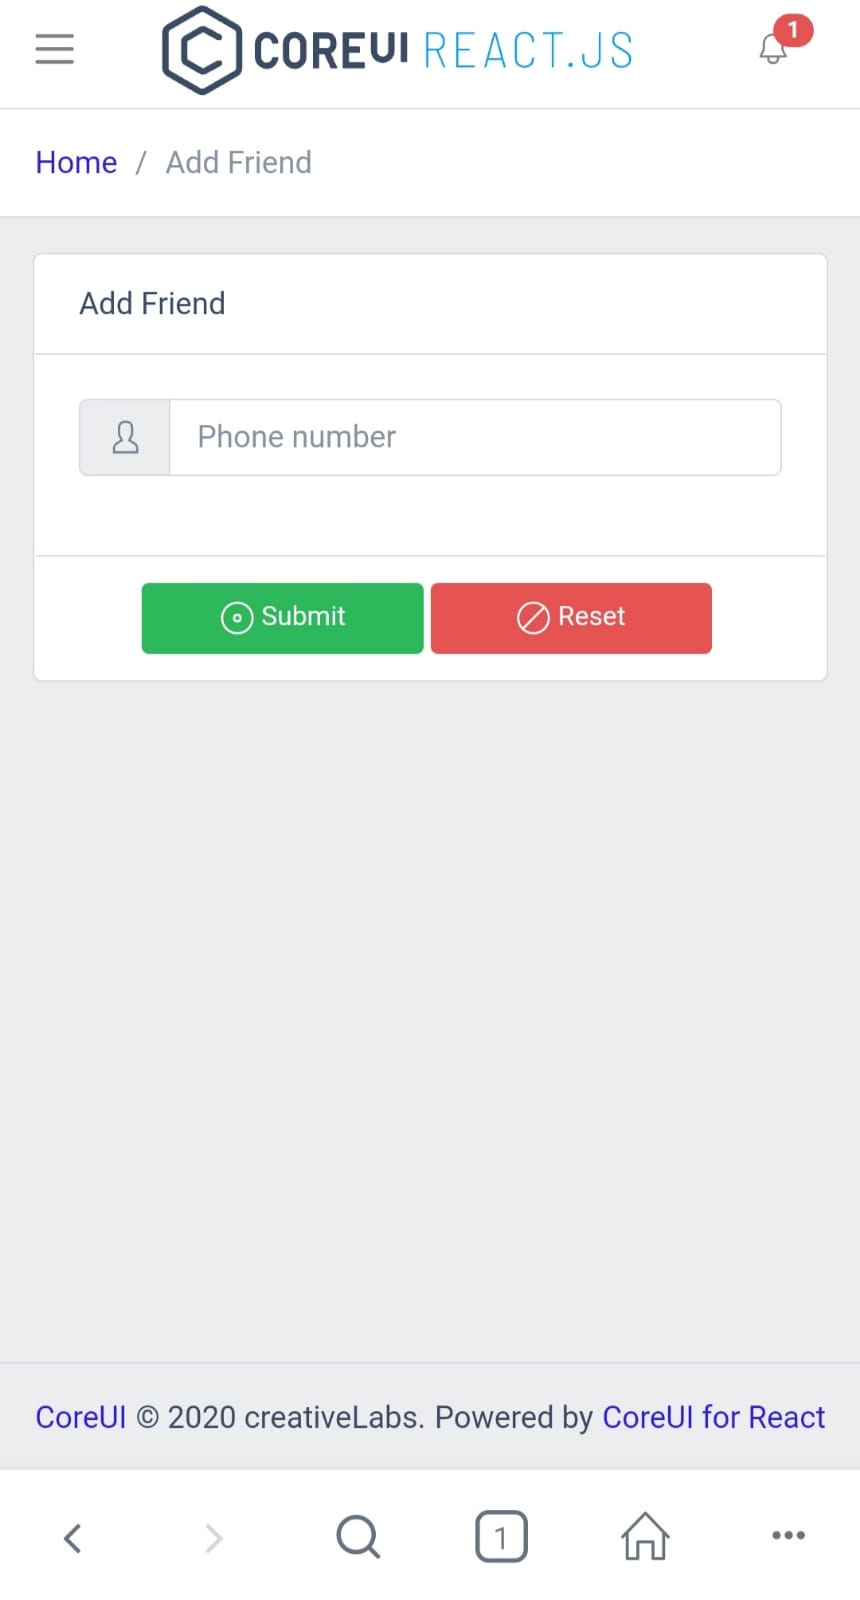 COREUI REACT.JS
1
Home / Add Friend
Add Friend
Phone number
Submit
Reset
CoreUI © 2020 creativeLabs. Powered by CoreUI for React
1